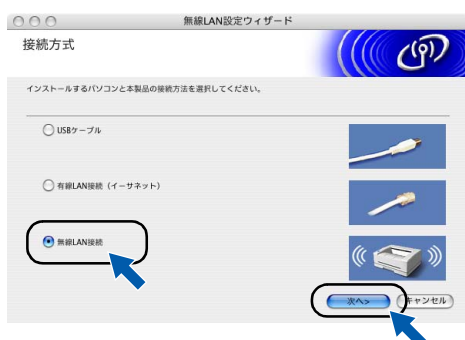 無線LAN設定ウィザード
接続方式
インストールするパソコンと本製品の接続方法を選択してください。
USBケーブル
有線LAN接続（イーサネット）
無線LAN接続
次へ>
キャンセル